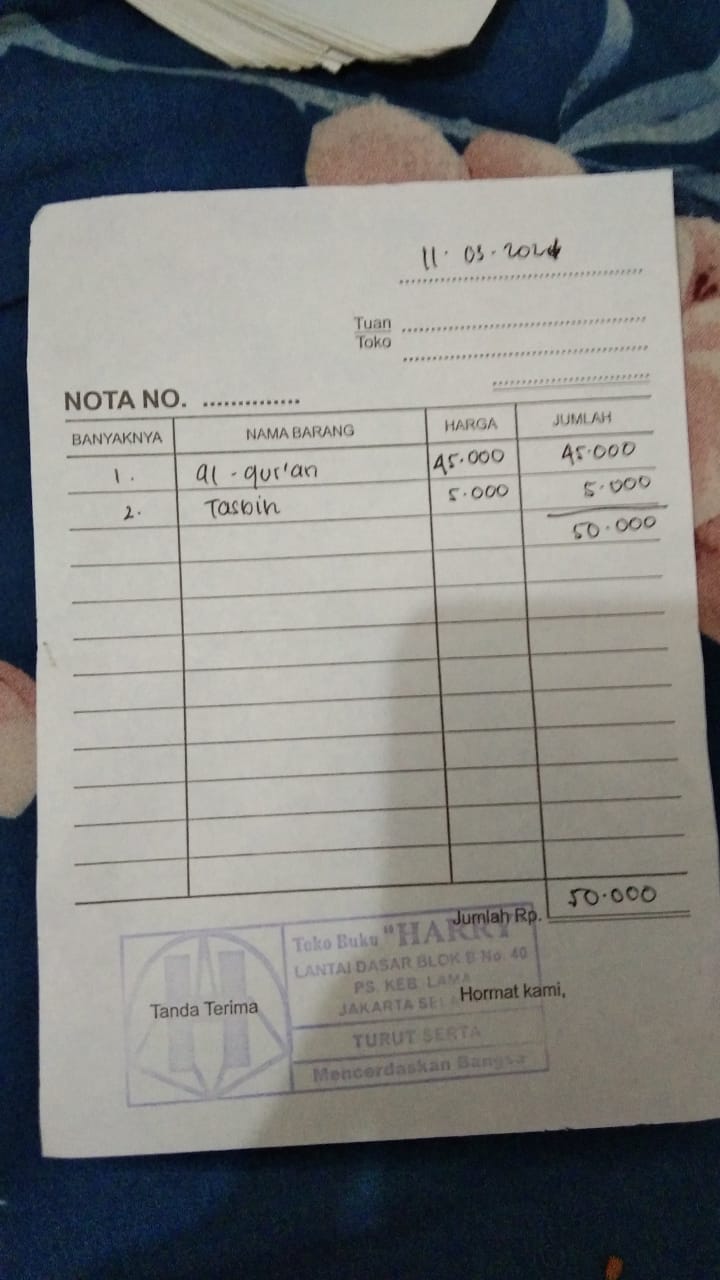 11. 03. 2024
Tuan
Toko
NOTA NO. ..............
BANYAKNYA NAMA BARANG HARGA JUMLAH
1. al-qur'an 45.000 45.000
2. Tasbih 5.000 5.000
50.000
Jumlah Rp. 50.000
Toko Buku "HARRY"
LANTAI DASAR BLOK B No. 40
PS. KEB. LAMA
JAKARTA SEL
Tanda Terima Hormat kami,
TURUT SERTA
Mencerdaskan Bangsa